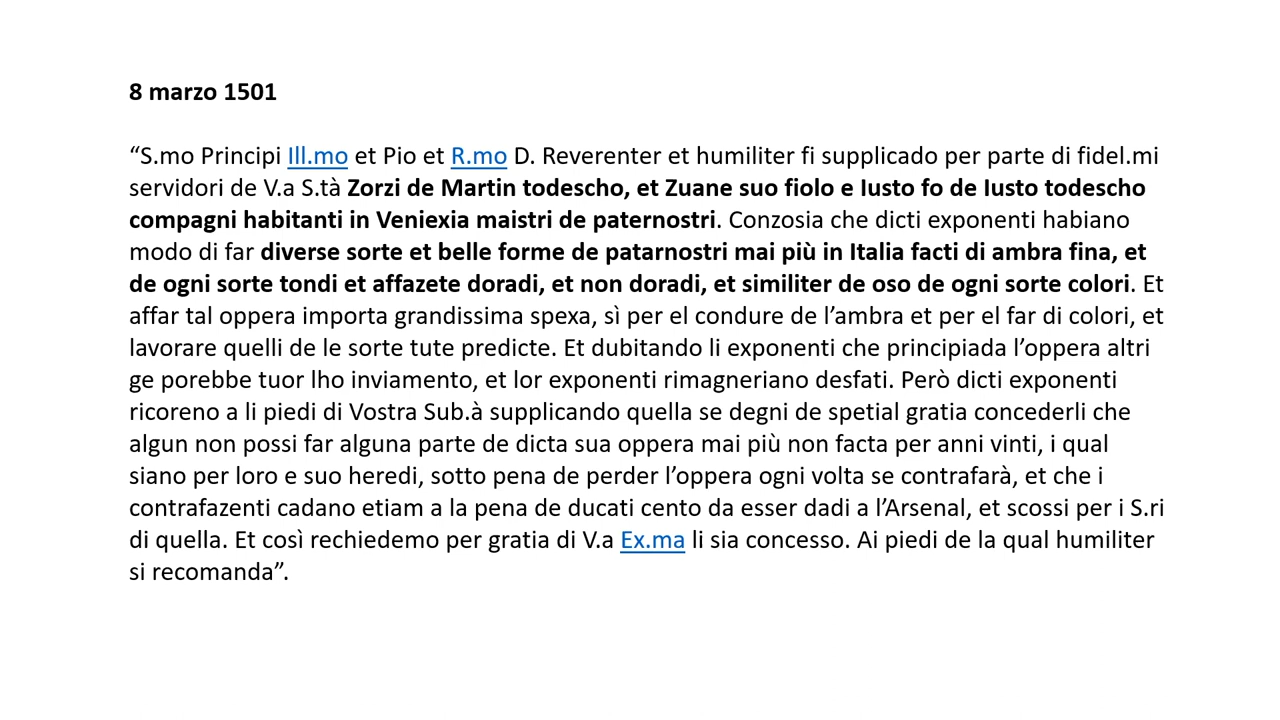 8 marzo 1501
“S.mo Principi Ill.mo et Pio et R.mo D. Reverenter et humiliter fi supplicado per parte di fidel.mi
servidori de V.a S.tà Zorzi de Martin todescho, et Zuane suo fiolo e Iusto fo de Iusto todescho
compagni habitanti in Veniexia maistri de paternostri. Conzosia che dicti exponenti habiano
modo di far diverse sorte et belle forme de patarnostri mai più in Italia facti di ambra fina, et
de ogni sorte tondi et affazete doradi, et non doradi, et similiter de oso de ogni sorte colori. Et
affar tal oppera importa grandissima spexa, sì per el condure de l’ambra et per el far di colori, et
lavorare quelli de le sorte tute predicte. Et dubitando li exponenti che principiada l’oppera altri
ge porebbe tuor lho inviamento, et lor exponenti rimagneriano desfati. Però dicti exponenti
ricoreno a li piedi di Vostra Sub.à supplicando quella se degni de spetial gratia concederli che
algun non possi far alguna parte de dicta sua oppera mai più non facta per anni vinti, i qual
siano per loro e suo heredi, sotto pena de perder l’oppera ogni volta se contrafarà, et che i
contrafazenti cadano etiam a la pena de ducati cento da esser dadi a l’Arsenal, et scossi per i S.ri
di quella. Et così rechiedemo per gratia di V.a Ex.ma li sia concesso. Ai piedi de la qual humiliter
si recomanda”.